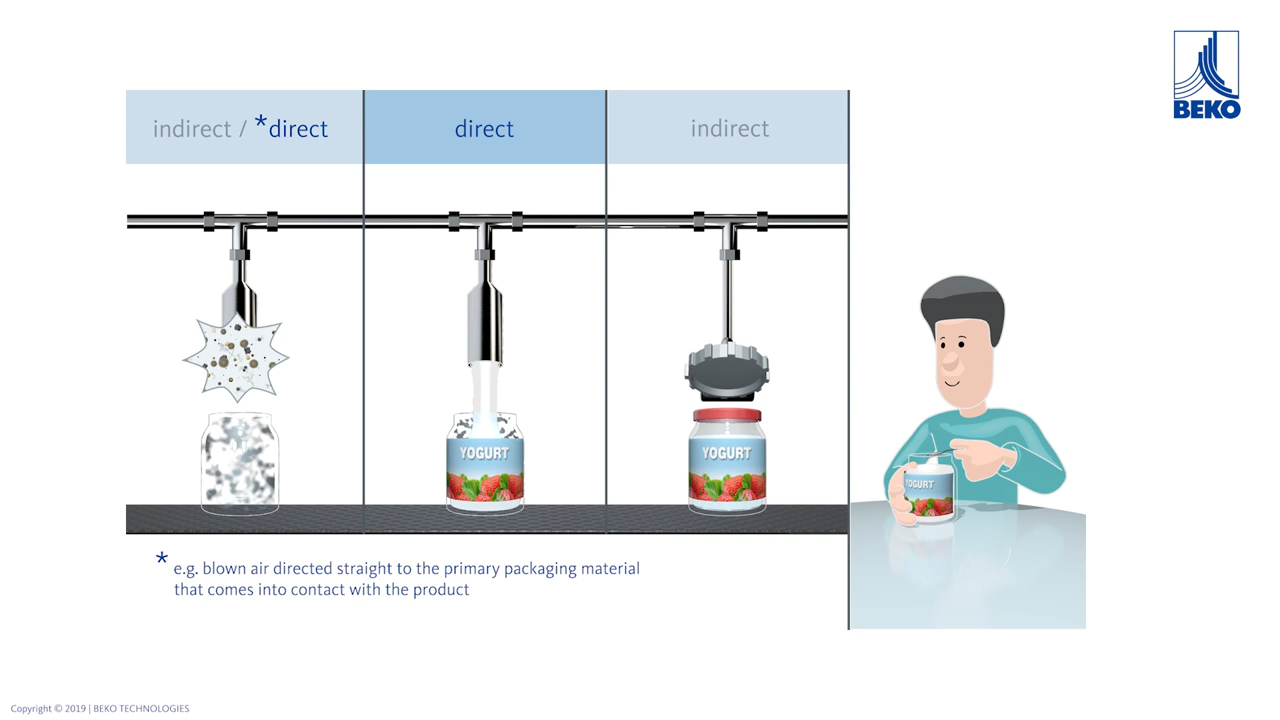 BEKO
indirect / *direct
direct
indirect
YOGURT
YOGURT
YOGURT
* e.g. blown air directed straight to the primary packaging material
that comes into contact with the product
Copyright © 2019 | BEKO TECHNOLOGIES